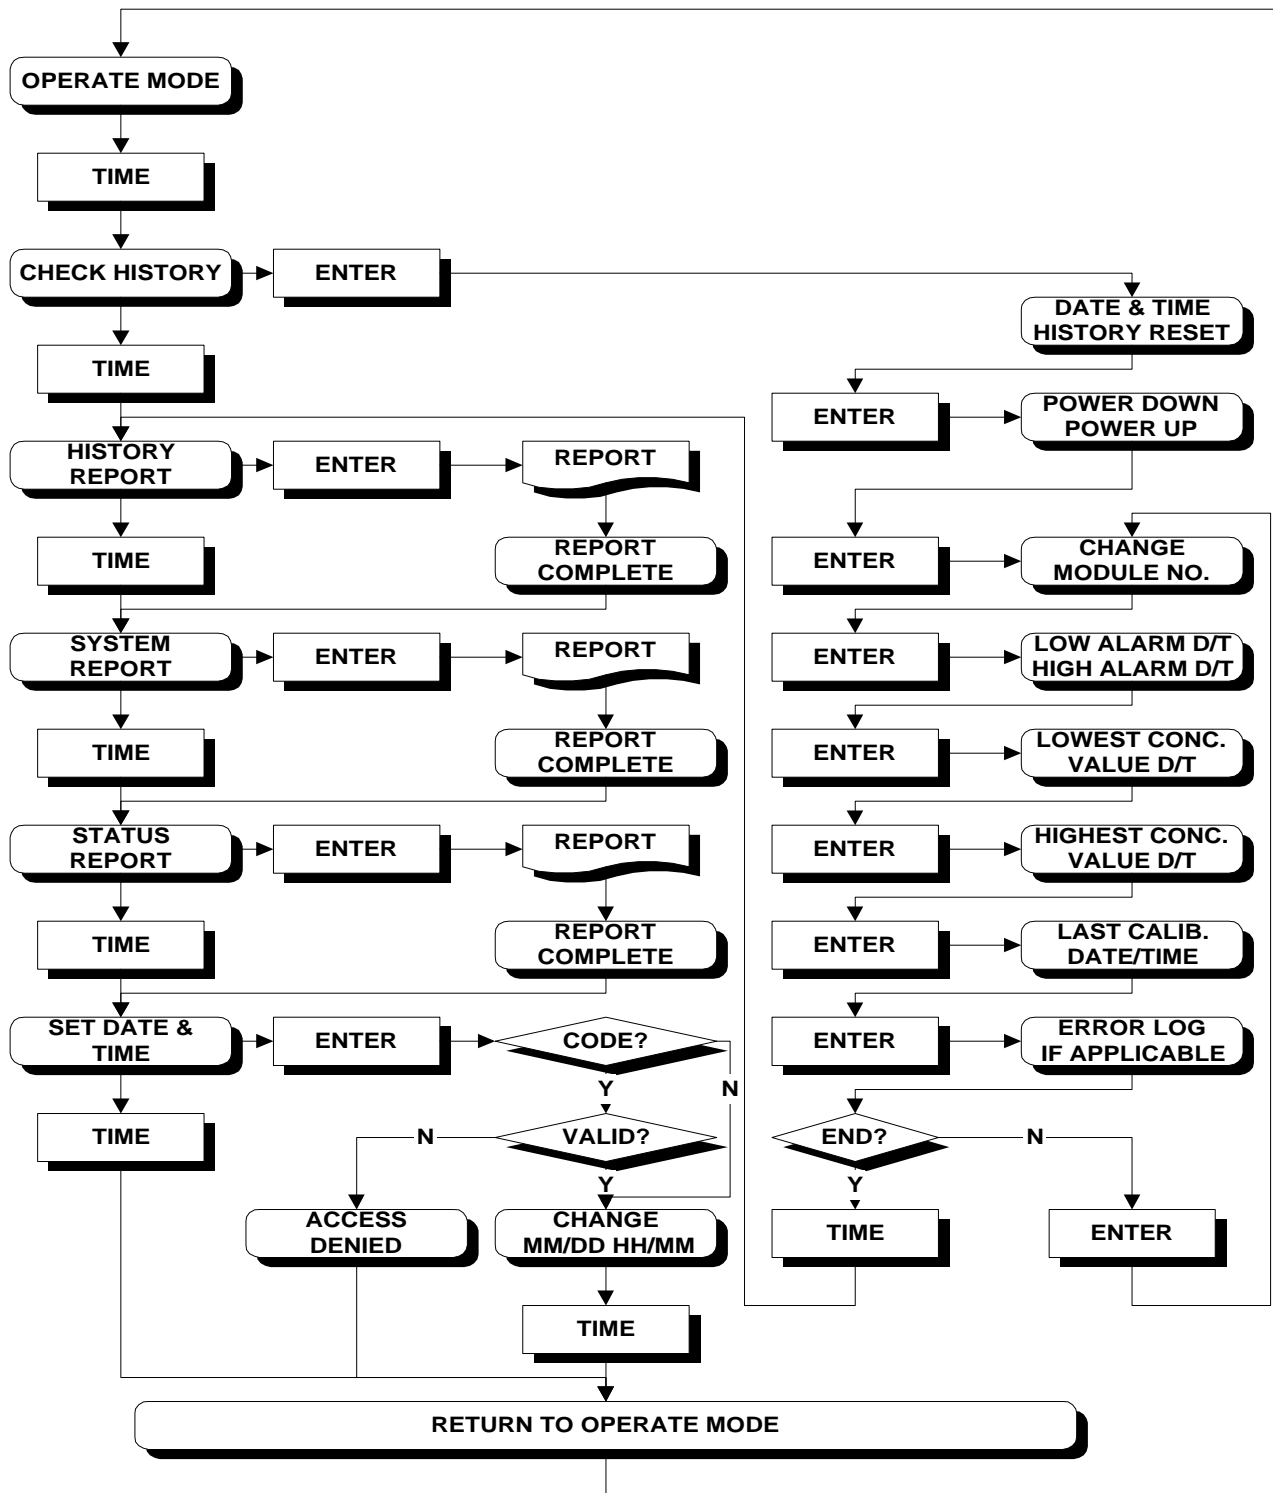 OPERATE MODE
TIME
CHECK HISTORY
ENTER
DATE & TIME
HISTORY RESET
TIME
ENTER
POWER DOWN
POWER UP
HISTORY
REPORT
ENTER
REPORT
TIME
REPORT
COMPLETE
ENTER
CHANGE
MODULE NO.
SYSTEM
REPORT
ENTER
REPORT
ENTER
LOW ALARM D/T
HIGH ALARM D/T
TIME
REPORT
COMPLETE
ENTER
LOWEST CONC.
VALUE D/T
STATUS
REPORT
ENTER
REPORT
ENTER
HIGHEST CONC.
VALUE D/T
TIME
REPORT
COMPLETE
ENTER
LAST CALIB.
DATE/TIME
SET DATE &
TIME
ENTER
CODE?
ENTER
ERROR LOG
IF APPLICABLE
Y
N
TIME
N
VALID?
END?
N
Y
Y
ACCESS
DENIED
CHANGE
MM/DD HH/MM
TIME
ENTER
TIME
RETURN TO OPERATE MODE